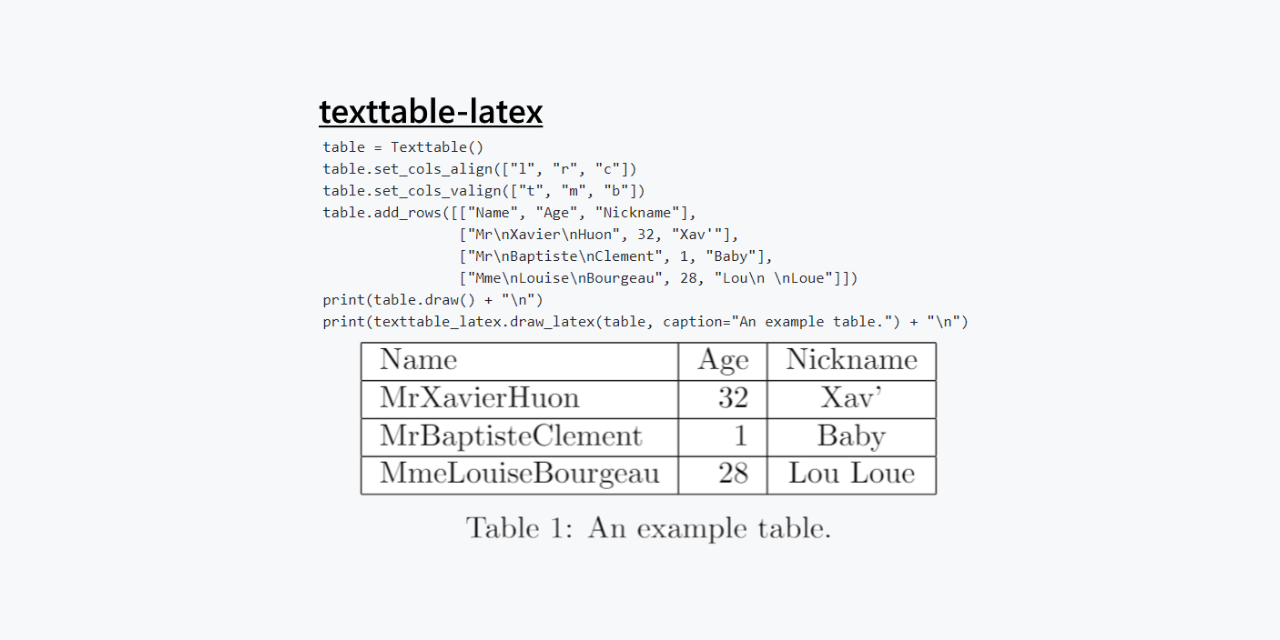 texttable-latex
table = Texttable()
table.set_cols_align(["l", "r", "c"])
table.set_cols_valign(["t", "m", "b"])
table.add_rows([["Name", "Age", "Nickname"],
["Mr\nXavier\nHuon", 32, "Xav'"],
["Mr\nBaptiste\nClement", 1, "Baby"],
["Mme\nLouise\nBourgeau", 28, "Lou\n \nLoue"]])
print(table.draw() + "\n")
print(texttable_latex.draw_latex(table, caption="An example table.") + "\n")
Name Age Nickname
MrXavierHuon 32 Xav’
MrBaptisteClement 1 Baby
MmeLouiseBourgeau 28 Lou Loue
Table 1: An example table.